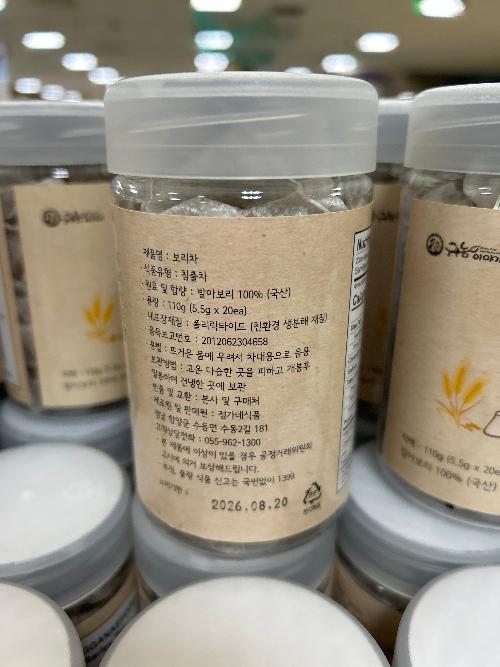 · 제품명 : 보리차
· 식품유형 : 침출차
· 원료 및 함량 : 발아보리 100% (국산)
· 용량 : 110g (5.5g x 20ea)
· 내포장재질 : 폴리락타이드 (친환경 생분해 재질)
품목보고번호 : 2012062304658
용법 : 뜨거운 물에 우려서 차대용으로 음용
보관방법 : 고온 다습한 곳을 피하고 개봉후
밀봉하여 건냉한 곳에 보관
반품 및 교환 : 본사 및 구매처
제조원 및 판매원 : 정가네식품
경남 함양군 수동면 수동2길 181
고객상담전화 : 055-962-1300
· 본 제품에 이상이 있을 경우 공정거래위원회
고시에 의거 보상해드립니다.
· 부정, 불량 식품 신고는 국번없이 1399
2026.08.20
110g (5.5g x 20e
발아보리 100% (국산)